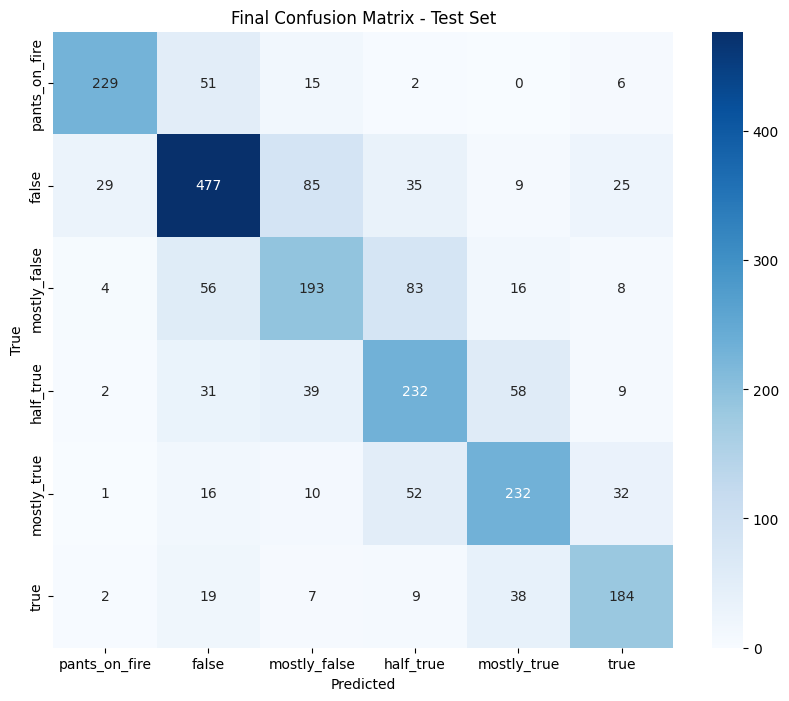 Final Confusion Matrix - Test Set
True
pants_on_fire 229 51 15 2 0 6
false 29 477 85 35 9 25
mostly_false 4 56 193 83 16 8
half_true 2 31 39 232 58 9
mostly_true 1 16 10 52 232 32
true 2 19 7 9 38 184
pants_on_fire false mostly_false half_true mostly_true true
Predicted
400
300
200
100
0